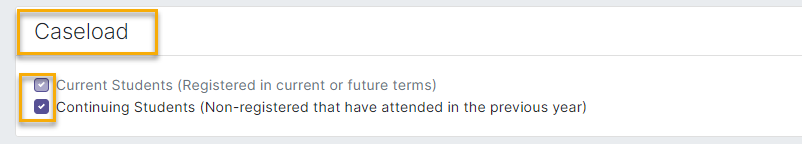 Caseload
Current Students (Registered in current or future terms)
Continuing Students (Non-registered that have attended in the previous year)